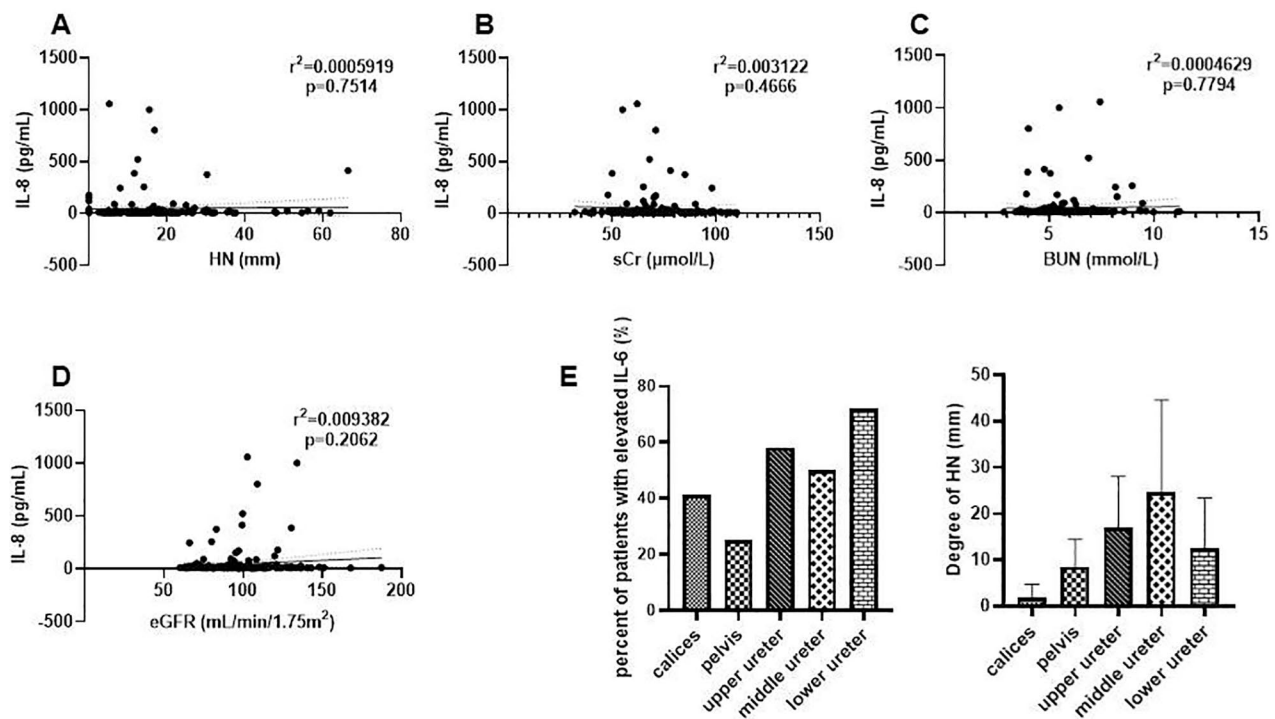 A
IL-8 (pg/mL)
1500
1000
500
0
-500
20
40
60
80
HN (mm)
r²=0.0005919
p=0.7514
B
IL-8 (pg/mL)
1500
1000
500
0
-500
50
100
150
sCr (μmol/L)
r²=0.003122
p=0.4666
C
IL-8 (pg/mL)
1500
1000
500
0
-500
5
10
15
BUN (mmol/L)
r²=0.0004629
p=0.7794
D
IL-8 (pg/mL)
1500
1000
500
0
-500
50
100
150
200
eGFR (mL/min/1.75m²)
r²=0.009382
p=0.2062
E
percent of patients with elevated IL-6 (%)
80
60
40
20
0
calices
pelvis
upper ureter
middle ureter
lower ureter
Degree of HN (mm)
50
40
30
20
10
0
calices
pelvis
upper ureter
middle ureter
lower ureter